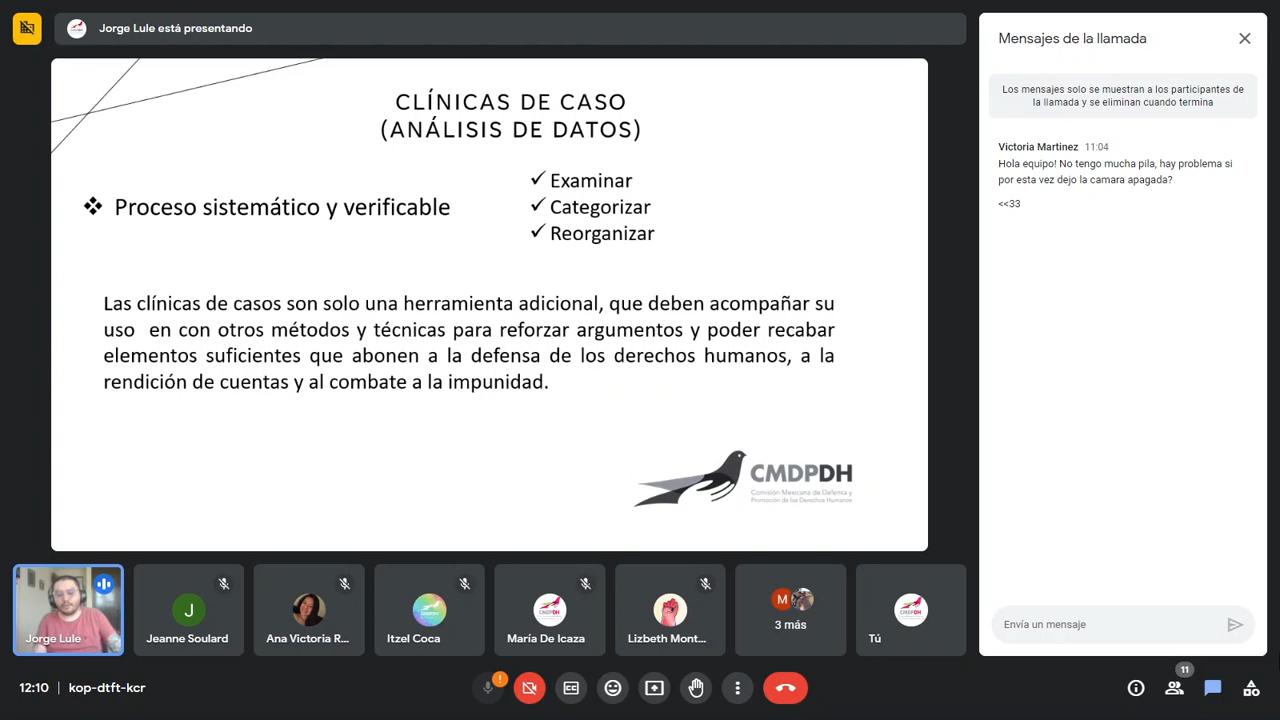 Jorge Lule está presentando
CLÍNICAS DE CASO
(ANÁLISIS DE DATOS)
❖ Proceso sistemático y verificable
✓ Examinar
✓ Categorizar
✓ Reorganizar
Las clínicas de casos son solo una herramienta adicional, que deben acompañar su
uso en con otros métodos y técnicas para reforzar argumentos y poder recabar
elementos suficientes que abonen a la defensa de los derechos humanos, a la
rendición de cuentas y al combate a la impunidad.
CMDPDH
Comisión Mexicana de Defensa y
Promoción de los Derechos Humanos
Mensajes de la llamada
Los mensajes solo se muestran a los participantes de
la llamada y se eliminan cuando termina
Victoria Martinez 11:04
Hola equipo! No tengo mucha pila, hay problema si
por esta vez dejo la camara apagada?
<<33
Envía un mensaje
Jorge Lule
J
Jeanne Soulard
Ana Victoria R...
Itzel Coca
CMDPDH
María De Icaza
Lizbeth Mont...
M
3 más
CMDPDH
Tú
12:10 | kop-dtft-kcr
11